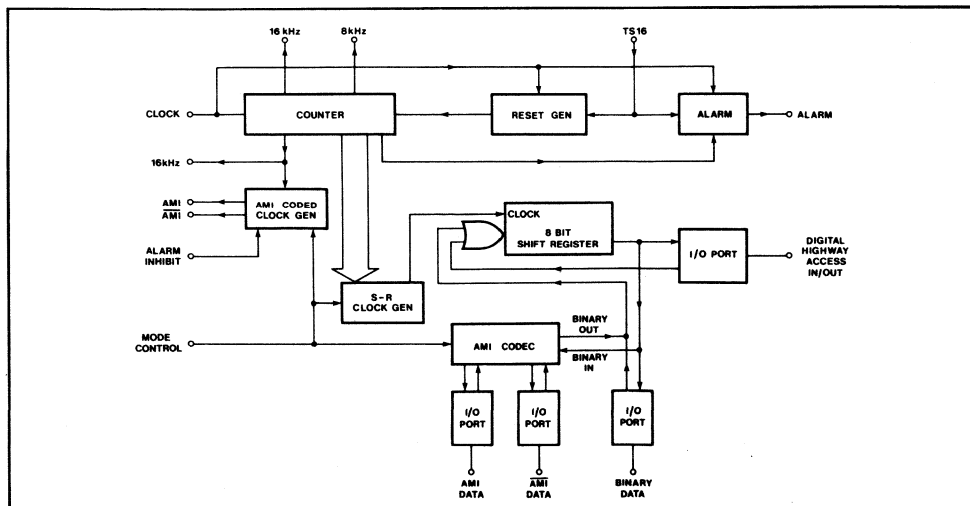 16 kHz
8kHz
TS16
CLOCK
COUNTER
RESET GEN
ALARM
ALARM
16kHz
AMI
AMI
AMI CODED
CLOCK GEN
ALARM
INHIBIT
CLOCK
8 BIT
SHIFT REGISTER
I/O PORT
DIGITAL
HIGHWAY
ACCESS
IN/OUT
S-R
CLOCK GEN
MODE
CONTROL
AMI CODEC
BINARY
OUT
BINARY
IN
I/O
PORT
I/O
PORT
I/O
PORT
AMI
DATA
AMI
DATA
BINARY
DATA